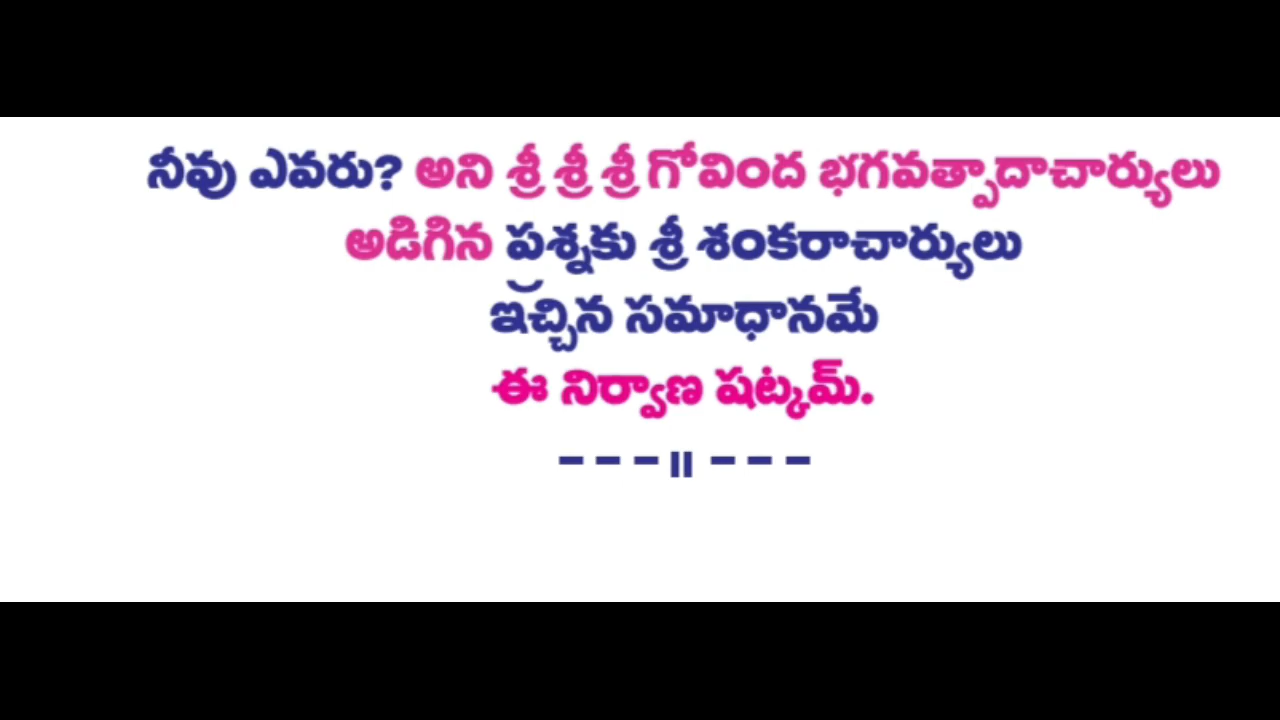 నీవు ఎవరు? అని శ్రీ శ్రీ శ్రీ గోవింద భగవత్పాదాచార్యులు
అడిగిన ప్రశ్నకు శ్రీ శంకరాచార్యులు
ఇచ్చిన సమాధానమే
ఈ నిర్వాణ షట్కమ్.
---॥---